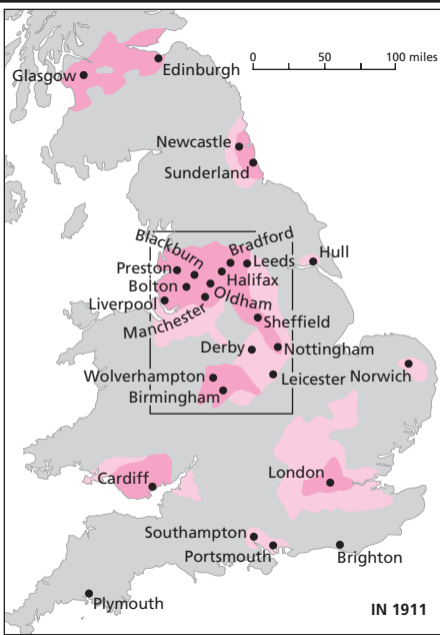 0 50 100 miles
Glasgow
Edinburgh
Newcastle
Sunderland
Blackburn
Bradford
Preston
Leeds
Hull
Bolton
Halifax
Liverpool
Oldham
Manchester
Sheffield
Derby
Nottingham
Wolverhampton
Leicester
Norwich
Birmingham
Cardiff
London
Southampton
Portsmouth
Brighton
Plymouth
IN 1911